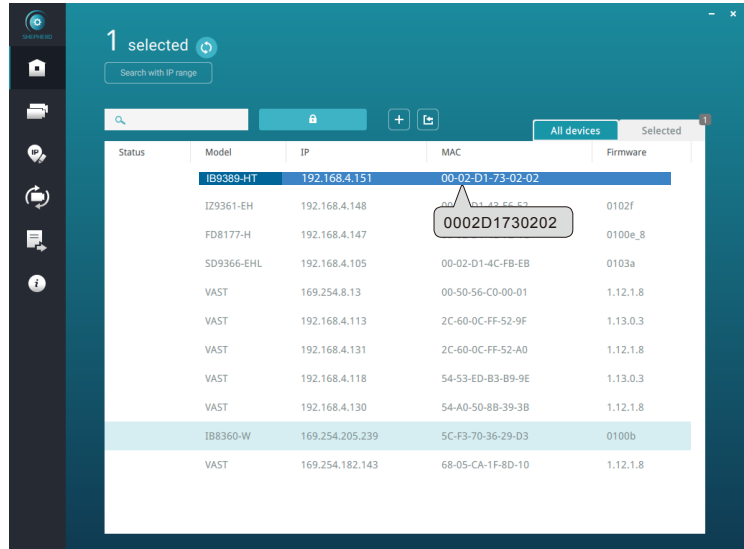 SHEPHERD
1 selected
Search with IP range
All devices Selected 1
Status Model IP MAC Firmware
IB9389-HT 192.168.4.151 00-02-D1-73-02-02
IZ9361-EH 192.168.4.148 0102f
0002D1730202
FD8177-H 192.168.4.147 0100e_8
SD9366-EHL 192.168.4.105 00-02-D1-4C-FB-EB 0103a
VAST 169.254.8.13 00-50-56-C0-00-01 1.12.1.8
VAST 192.168.4.113 2C-60-0C-FF-52-9F 1.13.0.3
VAST 192.168.4.131 2C-60-0C-FF-52-A0 1.12.1.8
VAST 192.168.4.118 54-53-ED-B3-B9-9E 1.13.0.3
VAST 192.168.4.130 54-A0-50-8B-39-3B 1.12.1.8
IB8360-W 169.254.205.239 5C-F3-70-36-29-D3 0100b
VAST 169.254.182.143 68-05-CA-1F-8D-10 1.12.1.8
IP